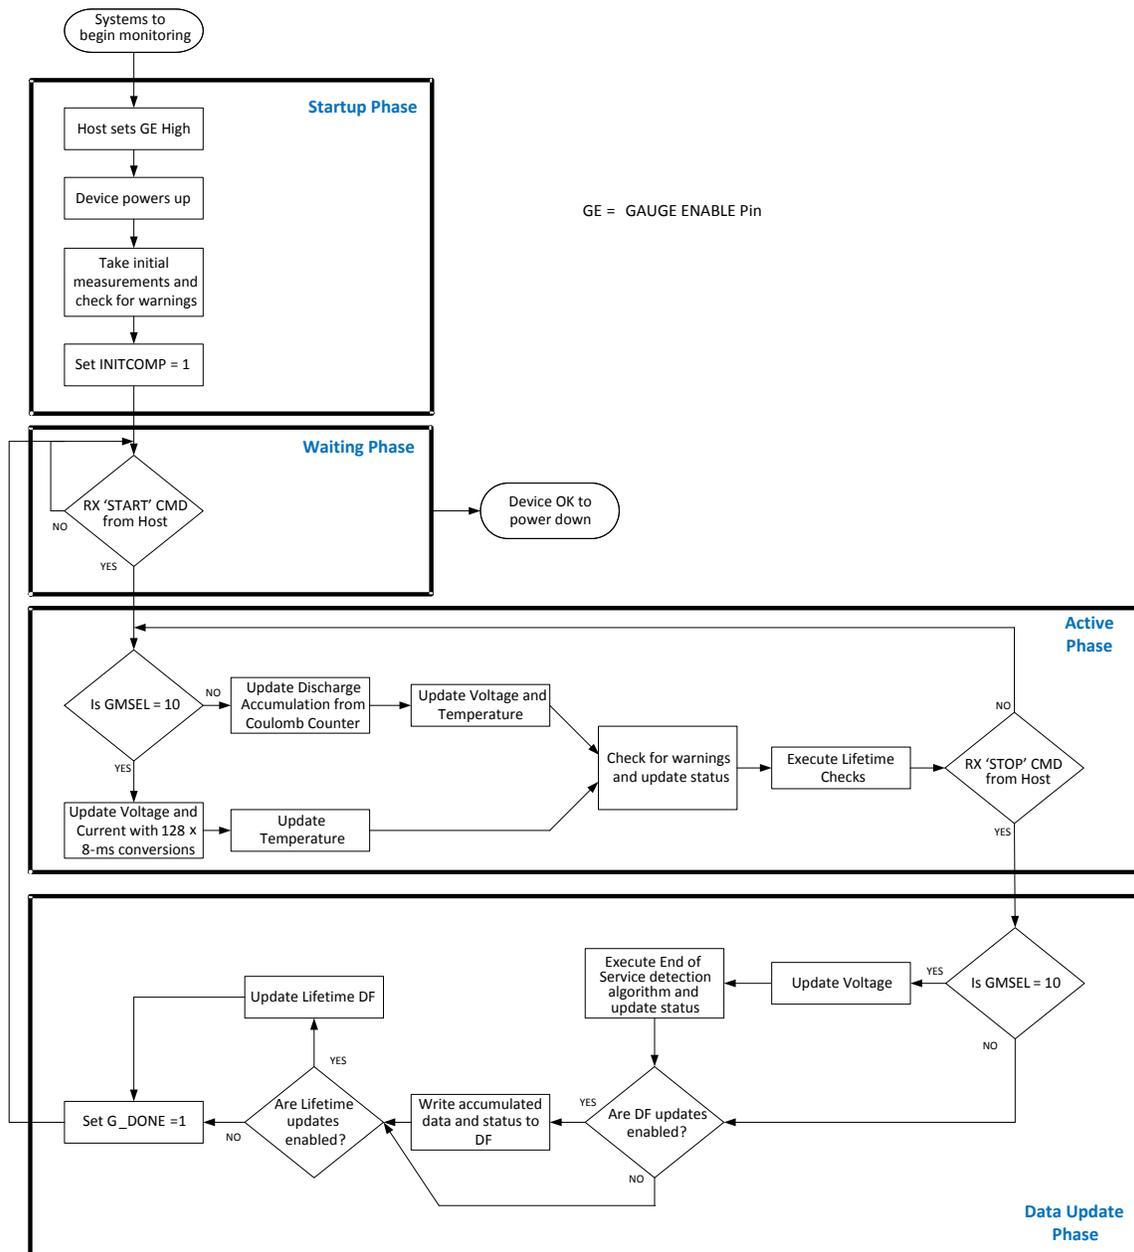 Systems to
begin monitoring
Startup Phase
Host sets GE High
Device powers up
GE = GAUGE ENABLE Pin
Take initial
measurements and
check for warnings
Set INITCOMP = 1
Waiting Phase
RX ‘START’ CMD
from Host
NO
YES
Device OK to
power down
Active
Phase
Is GMSEL = 10
NO
YES
Update Discharge
Accumulation from
Coulomb Counter
Update Voltage and
Temperature
Check for warnings
and update status
Execute Lifetime
Checks
NO
RX ‘STOP’ CMD
from Host
YES
Update Voltage and
Current with 128 ×
8-ms conversions
Update
Temperature
Is GMSEL = 10
YES
NO
Update Voltage
Execute End of
Service detection
algorithm and
update status
Update Lifetime DF
YES
Are Lifetime
updates
enabled?
NO
Set G_DONE =1
Write accumulated
data and status to
DF
YES
Are DF updates
enabled?
NO
Data Update
Phase